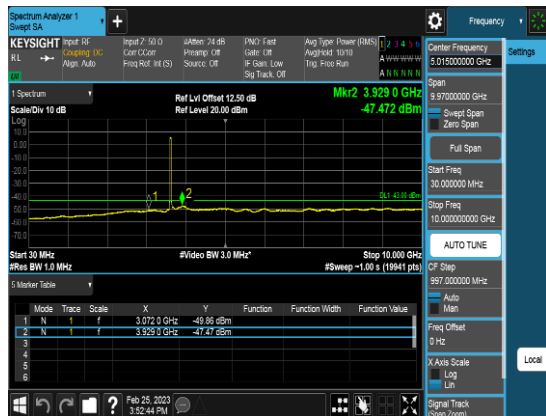 Spectrum Analyzer 1
Swept SA
+
Frequency
KEYSIGHT
Input: RF
Coupling: DC
Align: Auto
Input Z: 50 Ω
Corr CCorr
Freq Ref: Int (S)
#Atten: 24 dB
Preamp: Off
Source: Off
PNO: Fast
Gate: Off
IF Gain: Low
Sig Track: Off
Avg Type: Power (RMS)
Avg|Hold: 10/10
Trig: Free Run
1 2 3 4 5 6
A W W W W W
A N N N N N
RL
1 Spectrum
Scale/Div 10 dB
Ref Lvl Offset 12.50 dB
Ref Level 20.00 dBm
Mkr2 3.929 0 GHz
-47.472 dBm
Log
10.0
0.00
-10.0
-20.0
-30.0
-40.0
-50.0
-60.0
-70.0
1
2
DL1 -43.00 dBm
Start 30 MHz
#Res BW 1.0 MHz
#Video BW 3.0 MHz*
Stop 10.000 GHz
#Sweep ~1.00 s (19941 pts)
5 Marker Table
Mode Trace Scale X Y Function Function Width Function Value
1 N 1 f 3.072 0 GHz -49.86 dBm
2 N 1 f 3.929 0 GHz -47.47 dBm
3
4
5
6
Feb 25, 2023
3:52:44 PM
Center Frequency
5.015000000 GHz
Span
9.97000000 GHz
Swept Span
Zero Span
Full Span
Start Freq
30.000000 MHz
Stop Freq
10.000000000 GHz
AUTO TUNE
CF Step
997.000000 MHz
Auto
Man
Freq Offset
0 Hz
X Axis Scale
Log
Lin
Signal Track
(Span Zoom)
Settings
Local